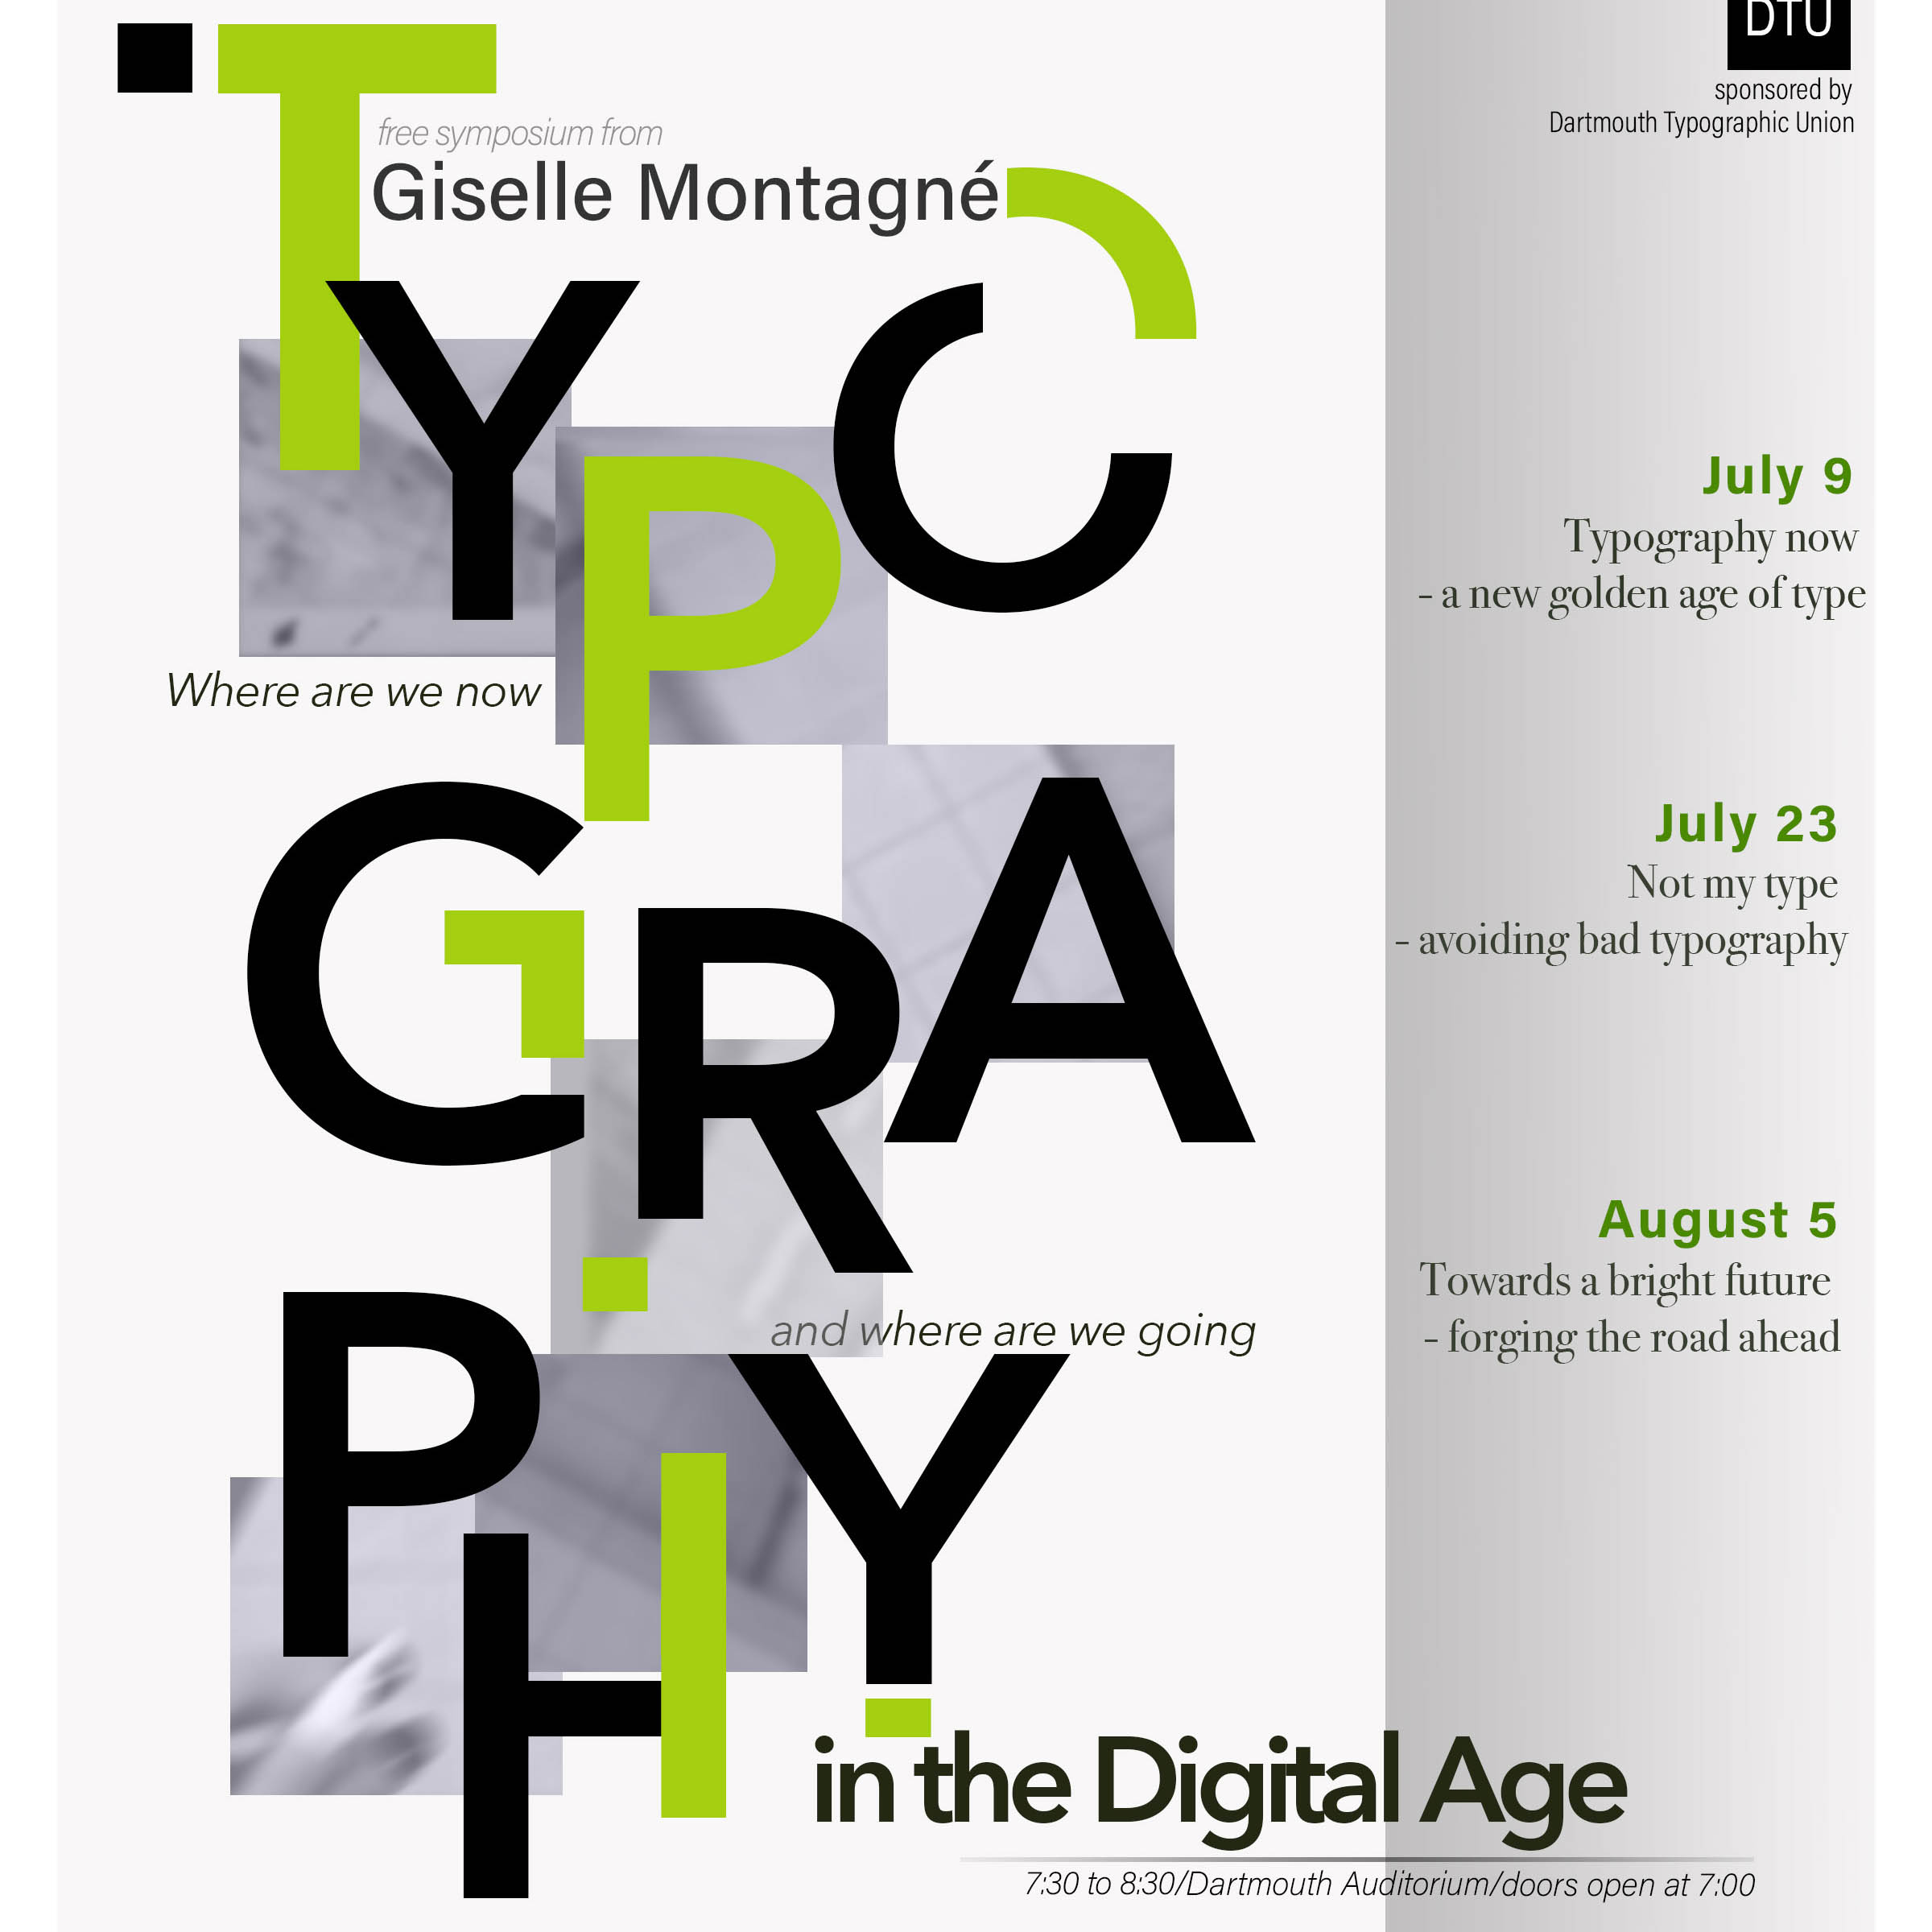 DTU
sponsored by
Dartmouth Typographic Union
free symposium from
Giselle Montagné
TYPO
Where are we now
GRA
and where are we going
PHY
in the Digital Age
7:30 to 8:30/Dartmouth Auditorium/doors open at 7:00
July 9
Typography now
- a new golden age of type
July 23
Not my type
- avoiding bad typography
August 5
Towards a bright future
- forging the road ahead